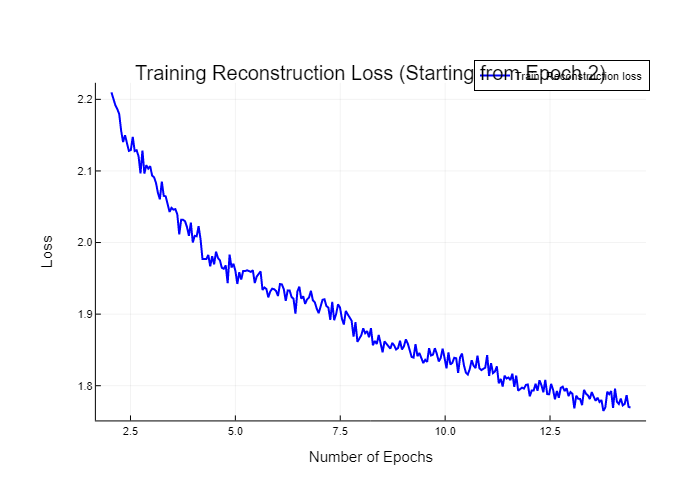 Training Reconstruction Loss (Starting from Epoch 2)
Train Reconstruction loss
2.2
2.1
2.0
1.9
1.8
Loss
2.5 5.0 7.5 10.0 12.5
Number of Epochs